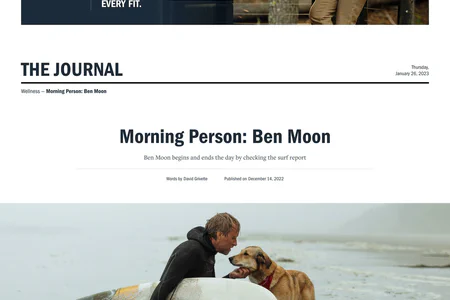 EVERY FIT.
THE JOURNAL
Thursday,
January 26, 2023
Wellness — Morning Person: Ben Moon
Morning Person: Ben Moon
Ben Moon begins and ends the day by checking the surf report
Words by David Gillette Published on December 14, 2022